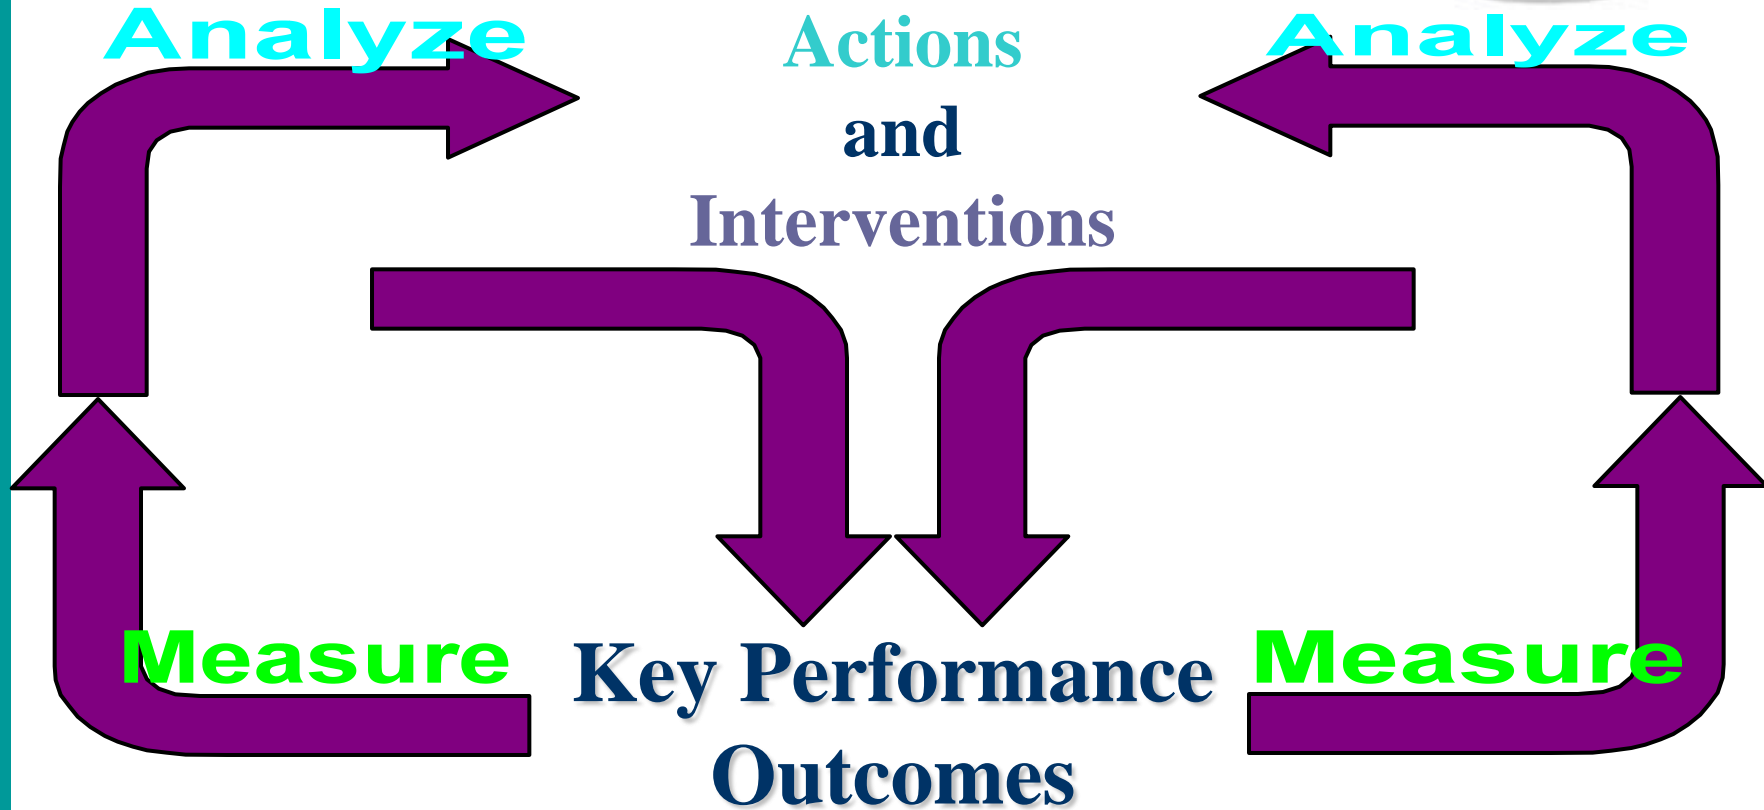 Analyze
Actions
and
Interventions
Analyze
Measure
Key Performance
Outcomes
Measure